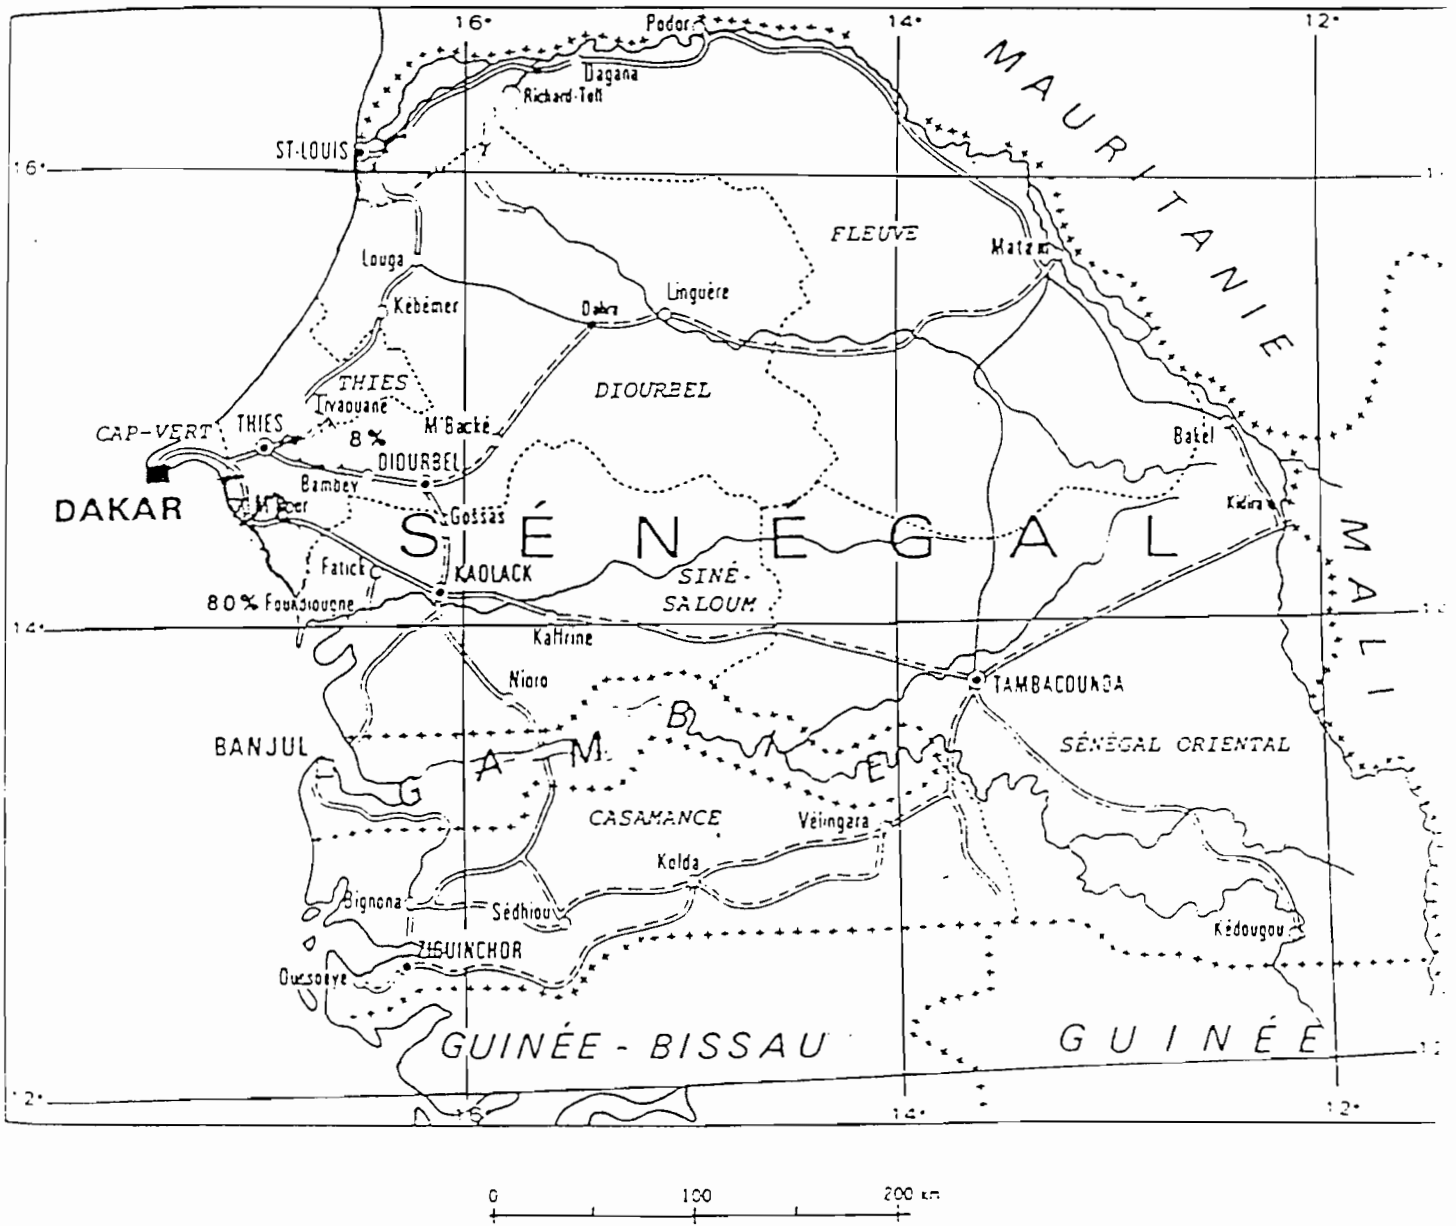 16°
14°
12°
Podor
MAURITANIE
Dagana
Richard-Toll
ST-LOUIS
16°
FLEUVE
Matam
Louga
Linguère
Kébémer
Dahra
THIES
DIOURBEL
Tivaouane
M'Backé
CAP-VERT
THIES
8%
Bakel
DIOURBEL
Bambey
DAKAR
M'Bour
Gossas
Kidira
SÉNÉGAL
MALI
Fatick
KAOLACK
SINÉ-
SALOUM
80% Foundiougne
14°
Kaffrine
Nioro
TAMBACOUNDA
BANJUL
GAMBIE
SÉNÉGAL ORIENTAL
CASAMANCE
Vélingara
Kolda
Bignona
Sédhiou
Kédougou
ZIGUINCHOR
Oussouye
GUINÉE-BISSAU
GUINÉE
12°
16°
14°
12°
0 100 200 km